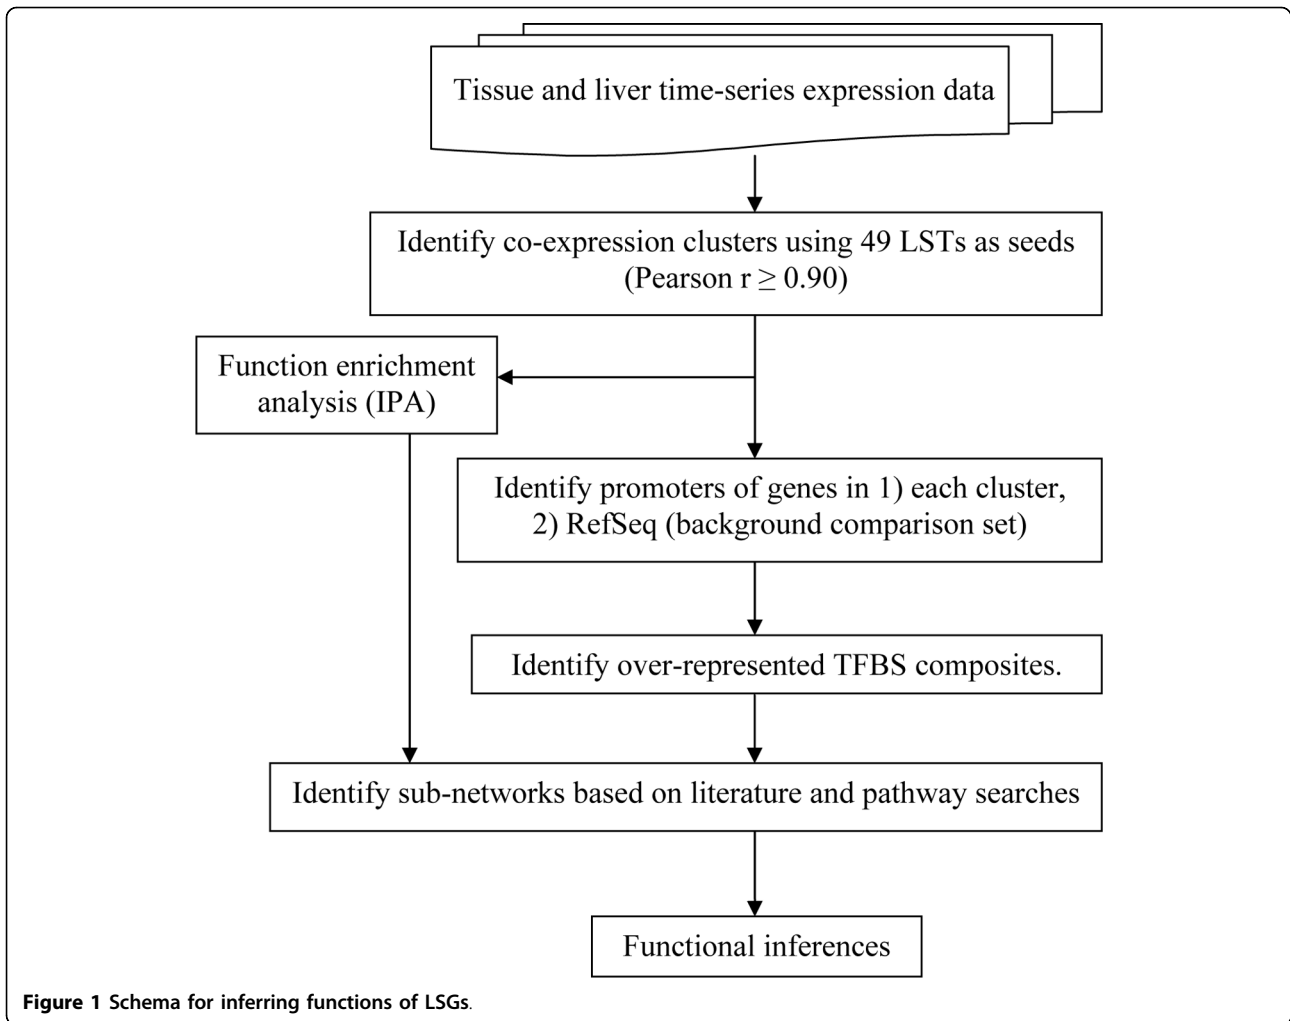 Tissue and liver time-series expression data
Identify co-expression clusters using 49 LSTs as seeds
(Pearson r ≥ 0.90)
Function enrichment
analysis (IPA)
Identify promoters of genes in 1) each cluster,
2) RefSeq (background comparison set)
Identify over-represented TFBS composites.
Identify sub-networks based on literature and pathway searches
Functional inferences
Figure 1 Schema for inferring functions of LSGs.